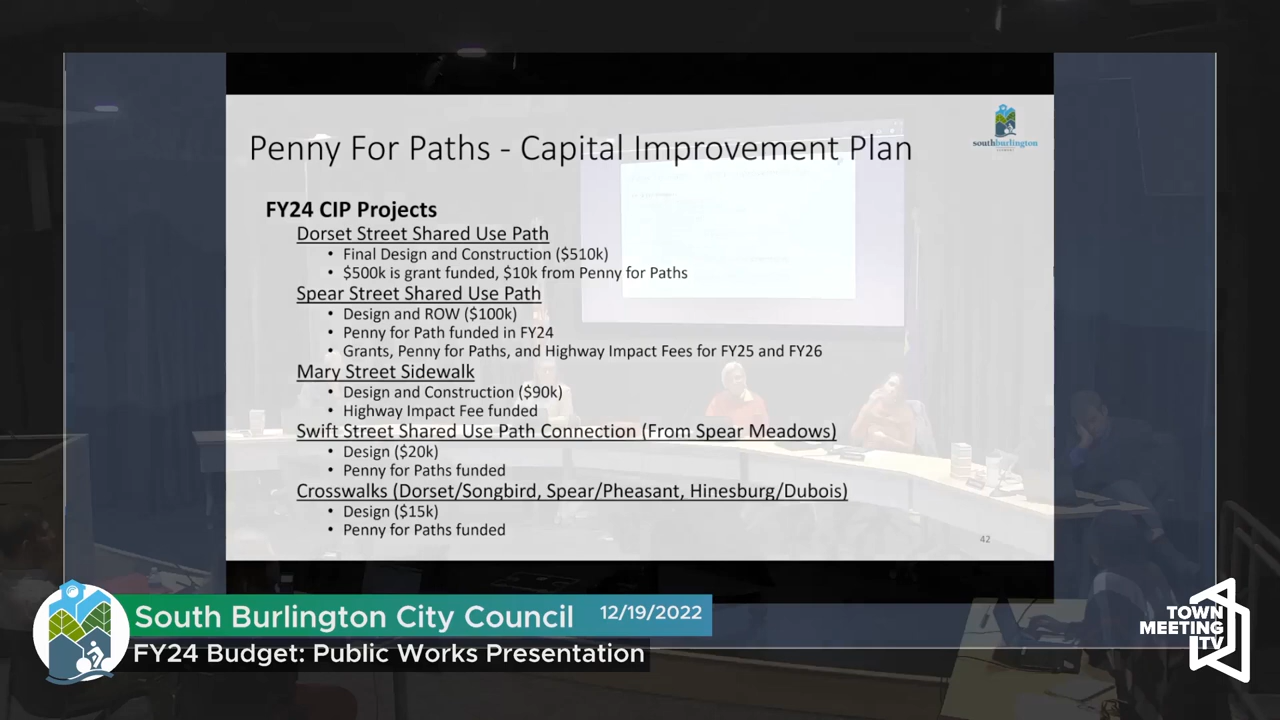 Penny For Paths - Capital Improvement Plan
southburlington
FY24 CIP Projects
Dorset Street Shared Use Path
• Final Design and Construction ($510k)
• $500k is grant funded, $10k from Penny for Paths
Spear Street Shared Use Path
• Design and ROW ($100k)
• Penny for Path funded in FY24
• Grants, Penny for Paths, and Highway Impact Fees for FY25 and FY26
Mary Street Sidewalk
• Design and Construction ($90k)
• Highway Impact Fee funded
Swift Street Shared Use Path Connection (From Spear Meadows)
• Design ($20k)
• Penny for Paths funded
Crosswalks (Dorset/Songbird, Spear/Pheasant, Hinesburg/Dubois)
• Design ($15k)
• Penny for Paths funded
42
South Burlington City Council 12/19/2022
FY24 Budget: Public Works Presentation
TOWN
MEETING
TV